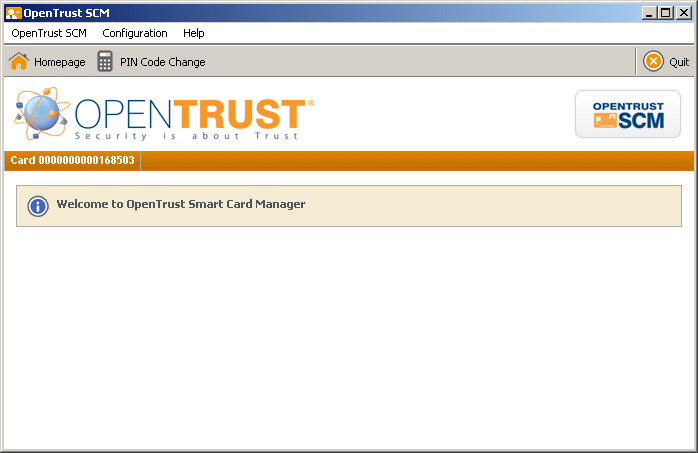 OpenTrust SCM
OpenTrust SCM Configuration Help
Homepage PIN Code Change Quit
OPENTRUST®
Security is about Trust
OPENTRUST
SCM
Card 0000000000168503
Welcome to OpenTrust Smart Card Manager